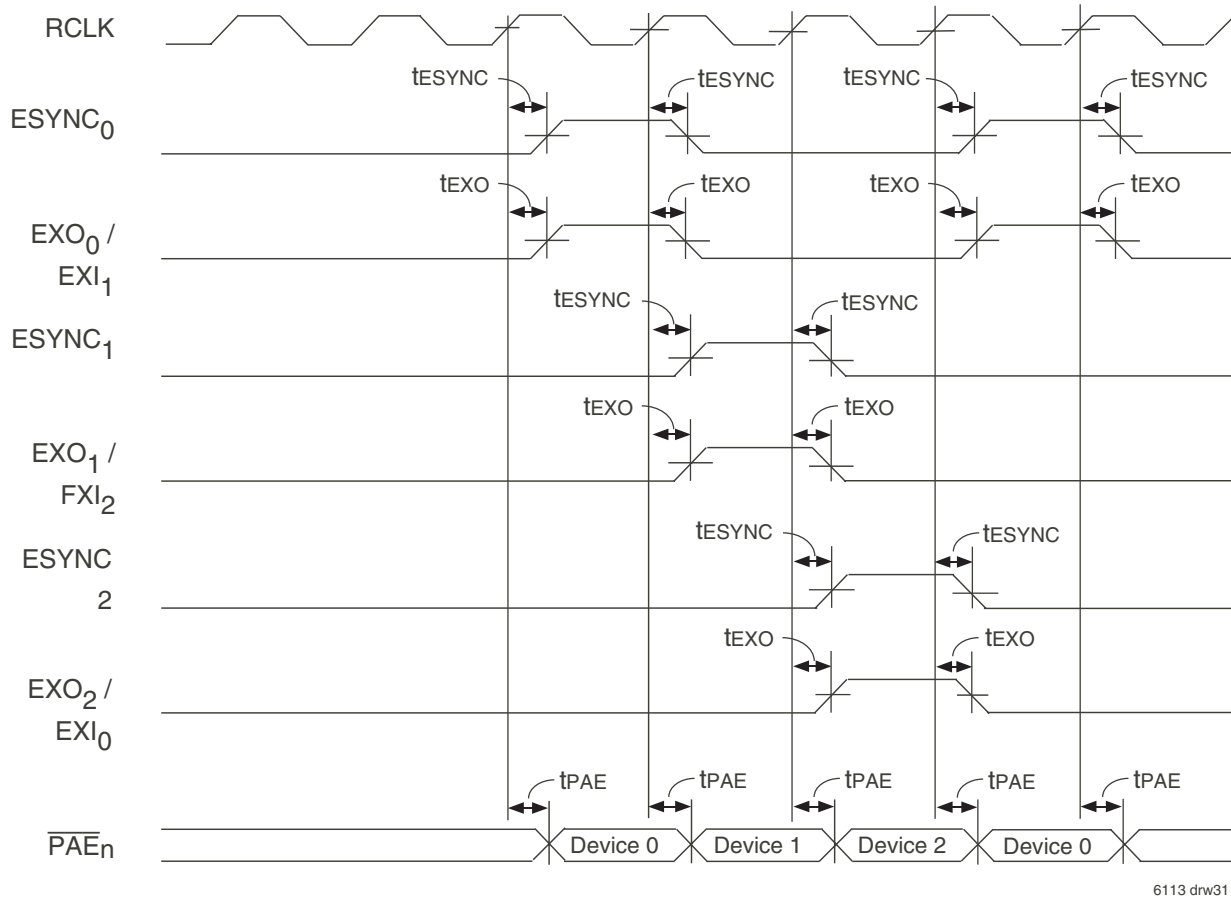 RCLK
tESYNC tESYNC tESYNC tESYNC
ESYNC0
tEXO tEXO tEXO tEXO
EXO0 /
EXI1
tESYNC tESYNC
ESYNC1
tEXO tEXO
EXO1 /
FXI2
tESYNC tESYNC
ESYNC
2
tEXO tEXO
EXO2 /
EXI0
tPAE tPAE tPAE tPAE tPAE
PAEn Device 0 Device 1 Device 2 Device 0
6113 drw31